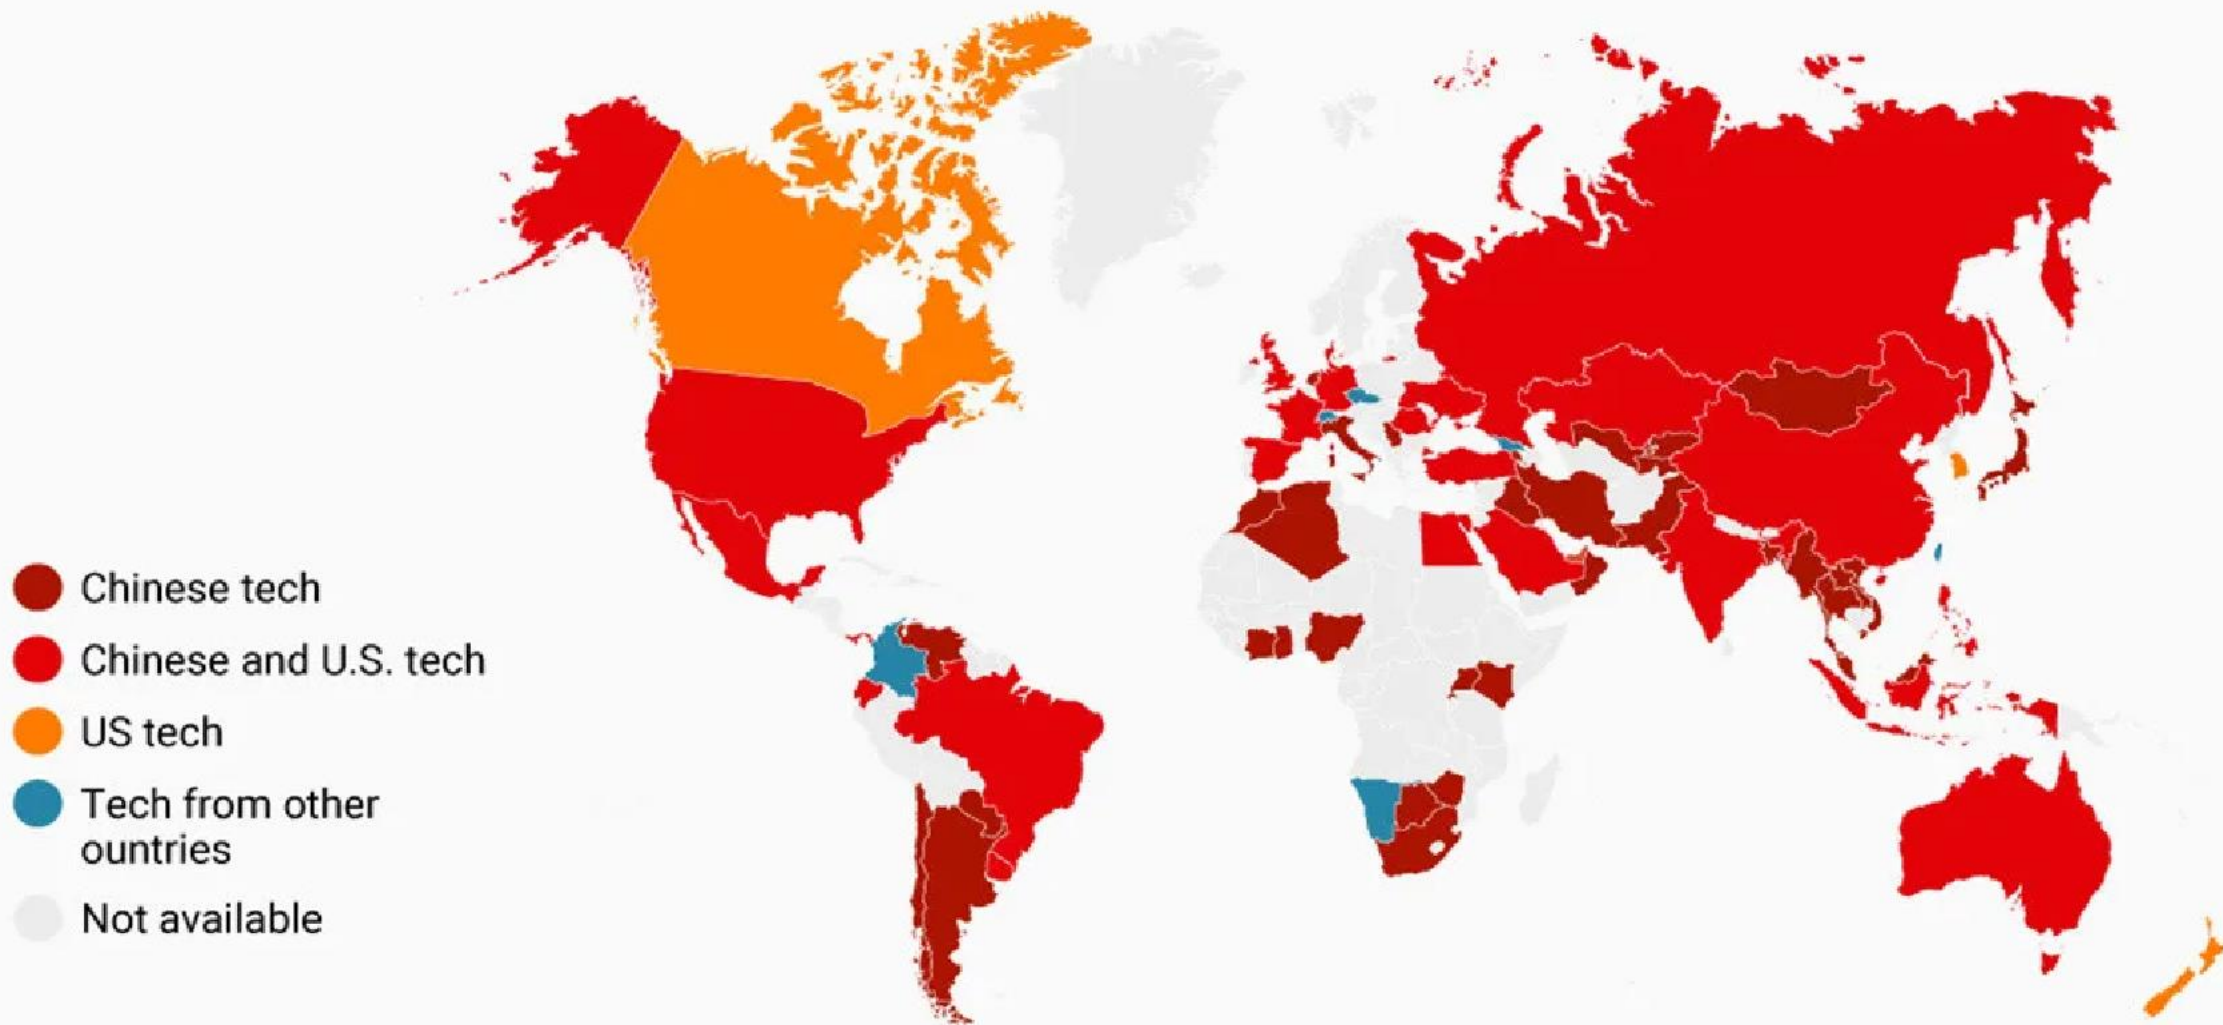 Chinese tech
Chinese and U.S. tech
US tech
Tech from other
ountries
Not available